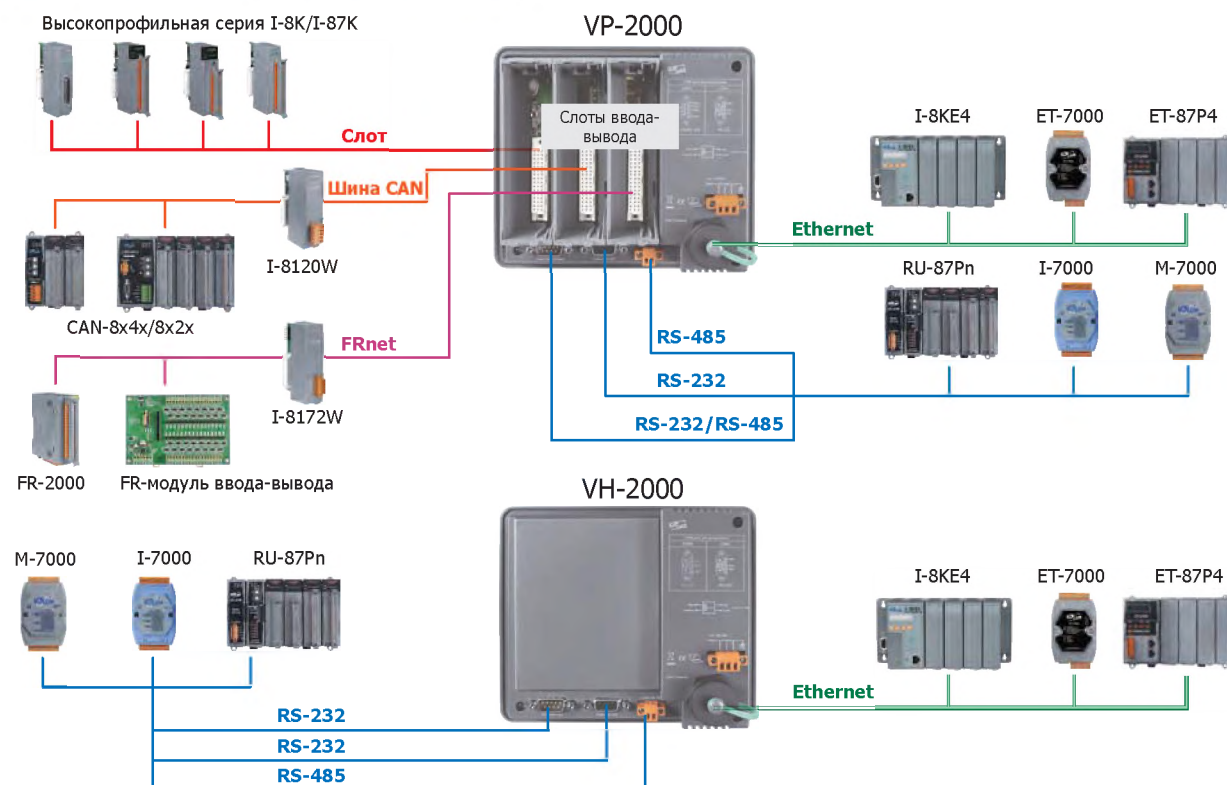 Высокопрофильная серия I-8K/I-87K
VP-2000
Слоты ввода-
вывода
I-8KE4
ET-7000
ET-87P4
Слот
Шина CAN
I-8120W
CAN-8x4x/8x2x
Ethernet
RU-87Pn
I-7000
M-7000
FRnet
I-8172W
RS-485
RS-232
RS-232/RS-485
FR-2000
FR-модуль ввода-вывода
VH-2000
M-7000
I-7000
RU-87Pn
I-8KE4
ET-7000
ET-87P4
Ethernet
RS-232
RS-232
RS-485